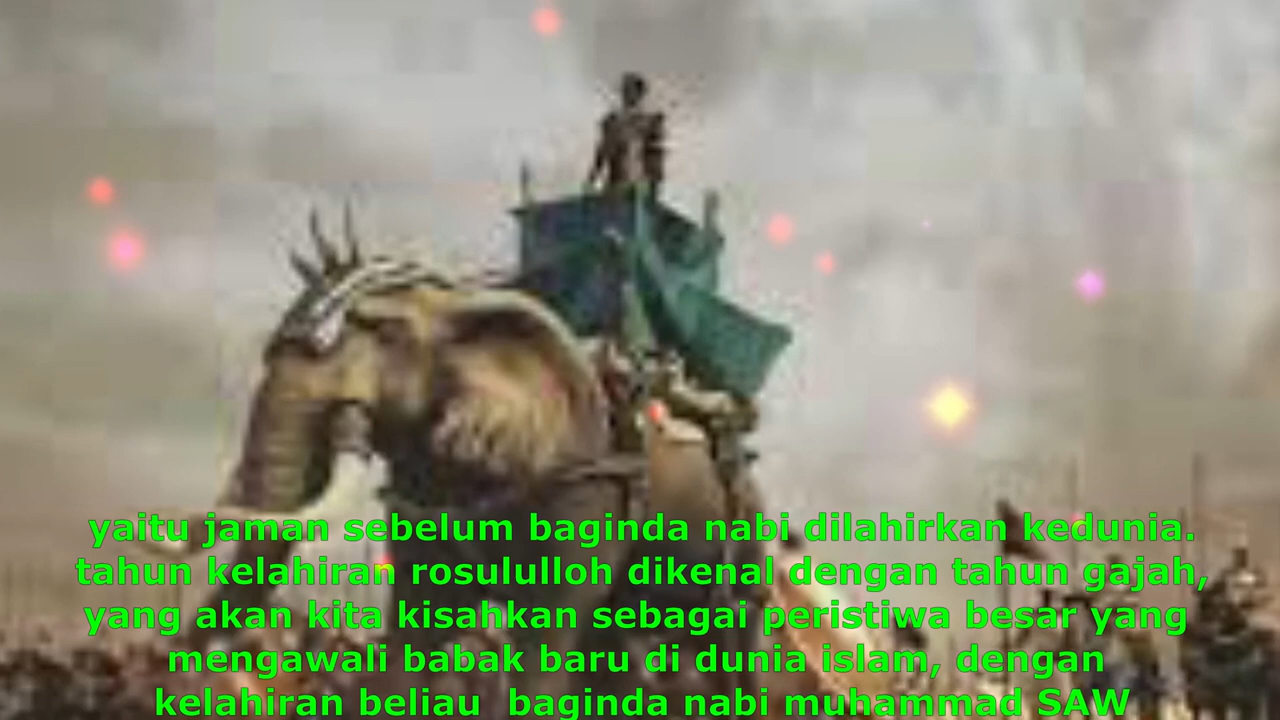 yaitu jaman sebelum baginda nabi dilahirkan kedunia.
tahun kelahiran rosululloh dikenal dengan tahun gajah,
yang akan kita kisahkan sebagai peristiwa besar yang
mengawali babak baru di dunia islam, dengan
kelahiran beliau  baginda nabi muhammad SAW